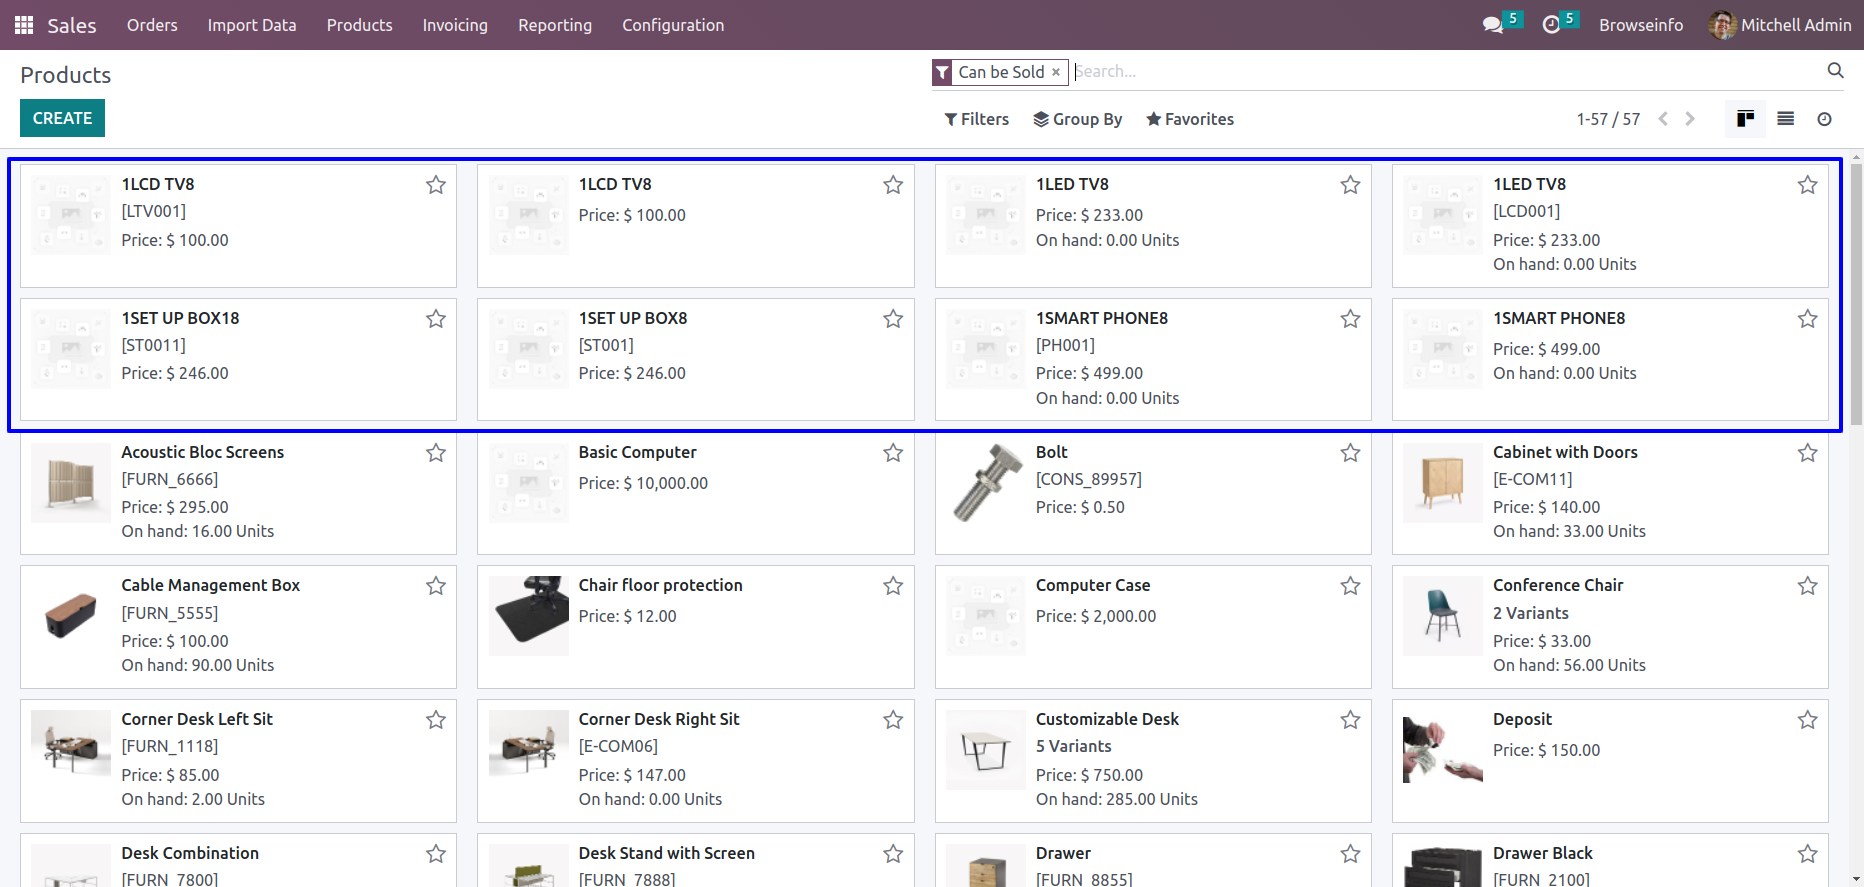 Sales Orders Import Data Products Invoicing Reporting Configuration 5 5 Browseinfo Mitchell Admin
Products
Can be Sold × Search...
CREATE
Filters Group By Favorites 1-57 / 57
1LCD TV8
[LTV001]
Price: $ 100.00
1LCD TV8
Price: $ 100.00
1LED TV8
Price: $ 233.00
On hand: 0.00 Units
1LED TV8
[LCD001]
Price: $ 233.00
On hand: 0.00 Units
1SET UP BOX18
[ST0011]
Price: $ 246.00
1SET UP BOX8
[ST001]
Price: $ 246.00
1SMART PHONE8
[PH001]
Price: $ 499.00
On hand: 0.00 Units
1SMART PHONE8
Price: $ 499.00
On hand: 0.00 Units
Acoustic Bloc Screens
[FURN_6666]
Price: $ 295.00
On hand: 16.00 Units
Basic Computer
Price: $ 10,000.00
Bolt
[CONS_89957]
Price: $ 0.50
Cabinet with Doors
[E-COM11]
Price: $ 140.00
On hand: 33.00 Units
Cable Management Box
[FURN_5555]
Price: $ 100.00
On hand: 90.00 Units
Chair floor protection
Price: $ 12.00
Computer Case
Price: $ 2,000.00
Conference Chair
2 Variants
Price: $ 33.00
On hand: 56.00 Units
Corner Desk Left Sit
[FURN_1118]
Price: $ 85.00
On hand: 2.00 Units
Corner Desk Right Sit
[E-COM06]
Price: $ 147.00
On hand: 0.00 Units
Customizable Desk
5 Variants
Price: $ 750.00
On hand: 285.00 Units
Deposit
Price: $ 150.00
Desk Combination
[FURN_7800]
Desk Stand with Screen
[FURN_7888]
Drawer
[FURN_8855]
Drawer Black
[FURN_2100]